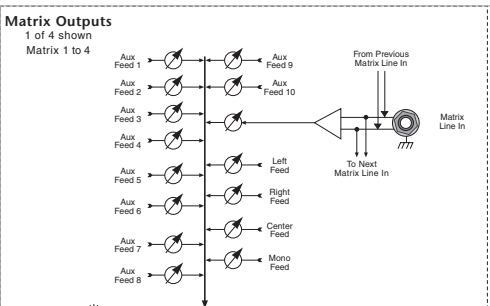 Matrix Outputs
1 of 4 shown
Matrix 1 to 4
Aux
Feed 1
Aux
Feed 2
Aux
Feed 3
Aux
Feed 4
Aux
Feed 5
Aux
Feed 6
Aux
Feed 7
Aux
Feed 8
Aux
Feed 9
Aux
Feed 10
Left
Feed
Right
Feed
Center
Feed
Mono
Feed
From Previous
Matrix Line In
To Next
Matrix Line In
Matrix
Line In